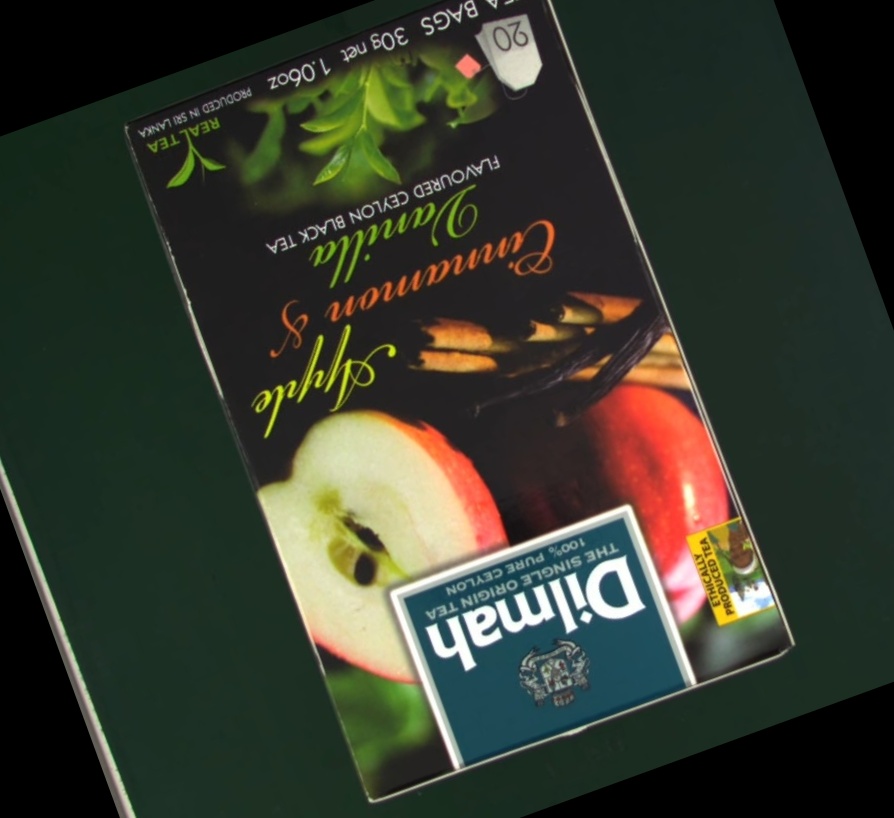 Dilmah
THE SINGLE ORIGIN TEA
100% PURE CEYLON
ETHICALLY
PRODUCED TEA
Apple
Cinnamon &
Vanilla
FLAVOURED CEYLON BLACK TEA
REAL TEA
PRODUCED IN SRI LANKA
20
TEA BAGS 30g net 1.06oz